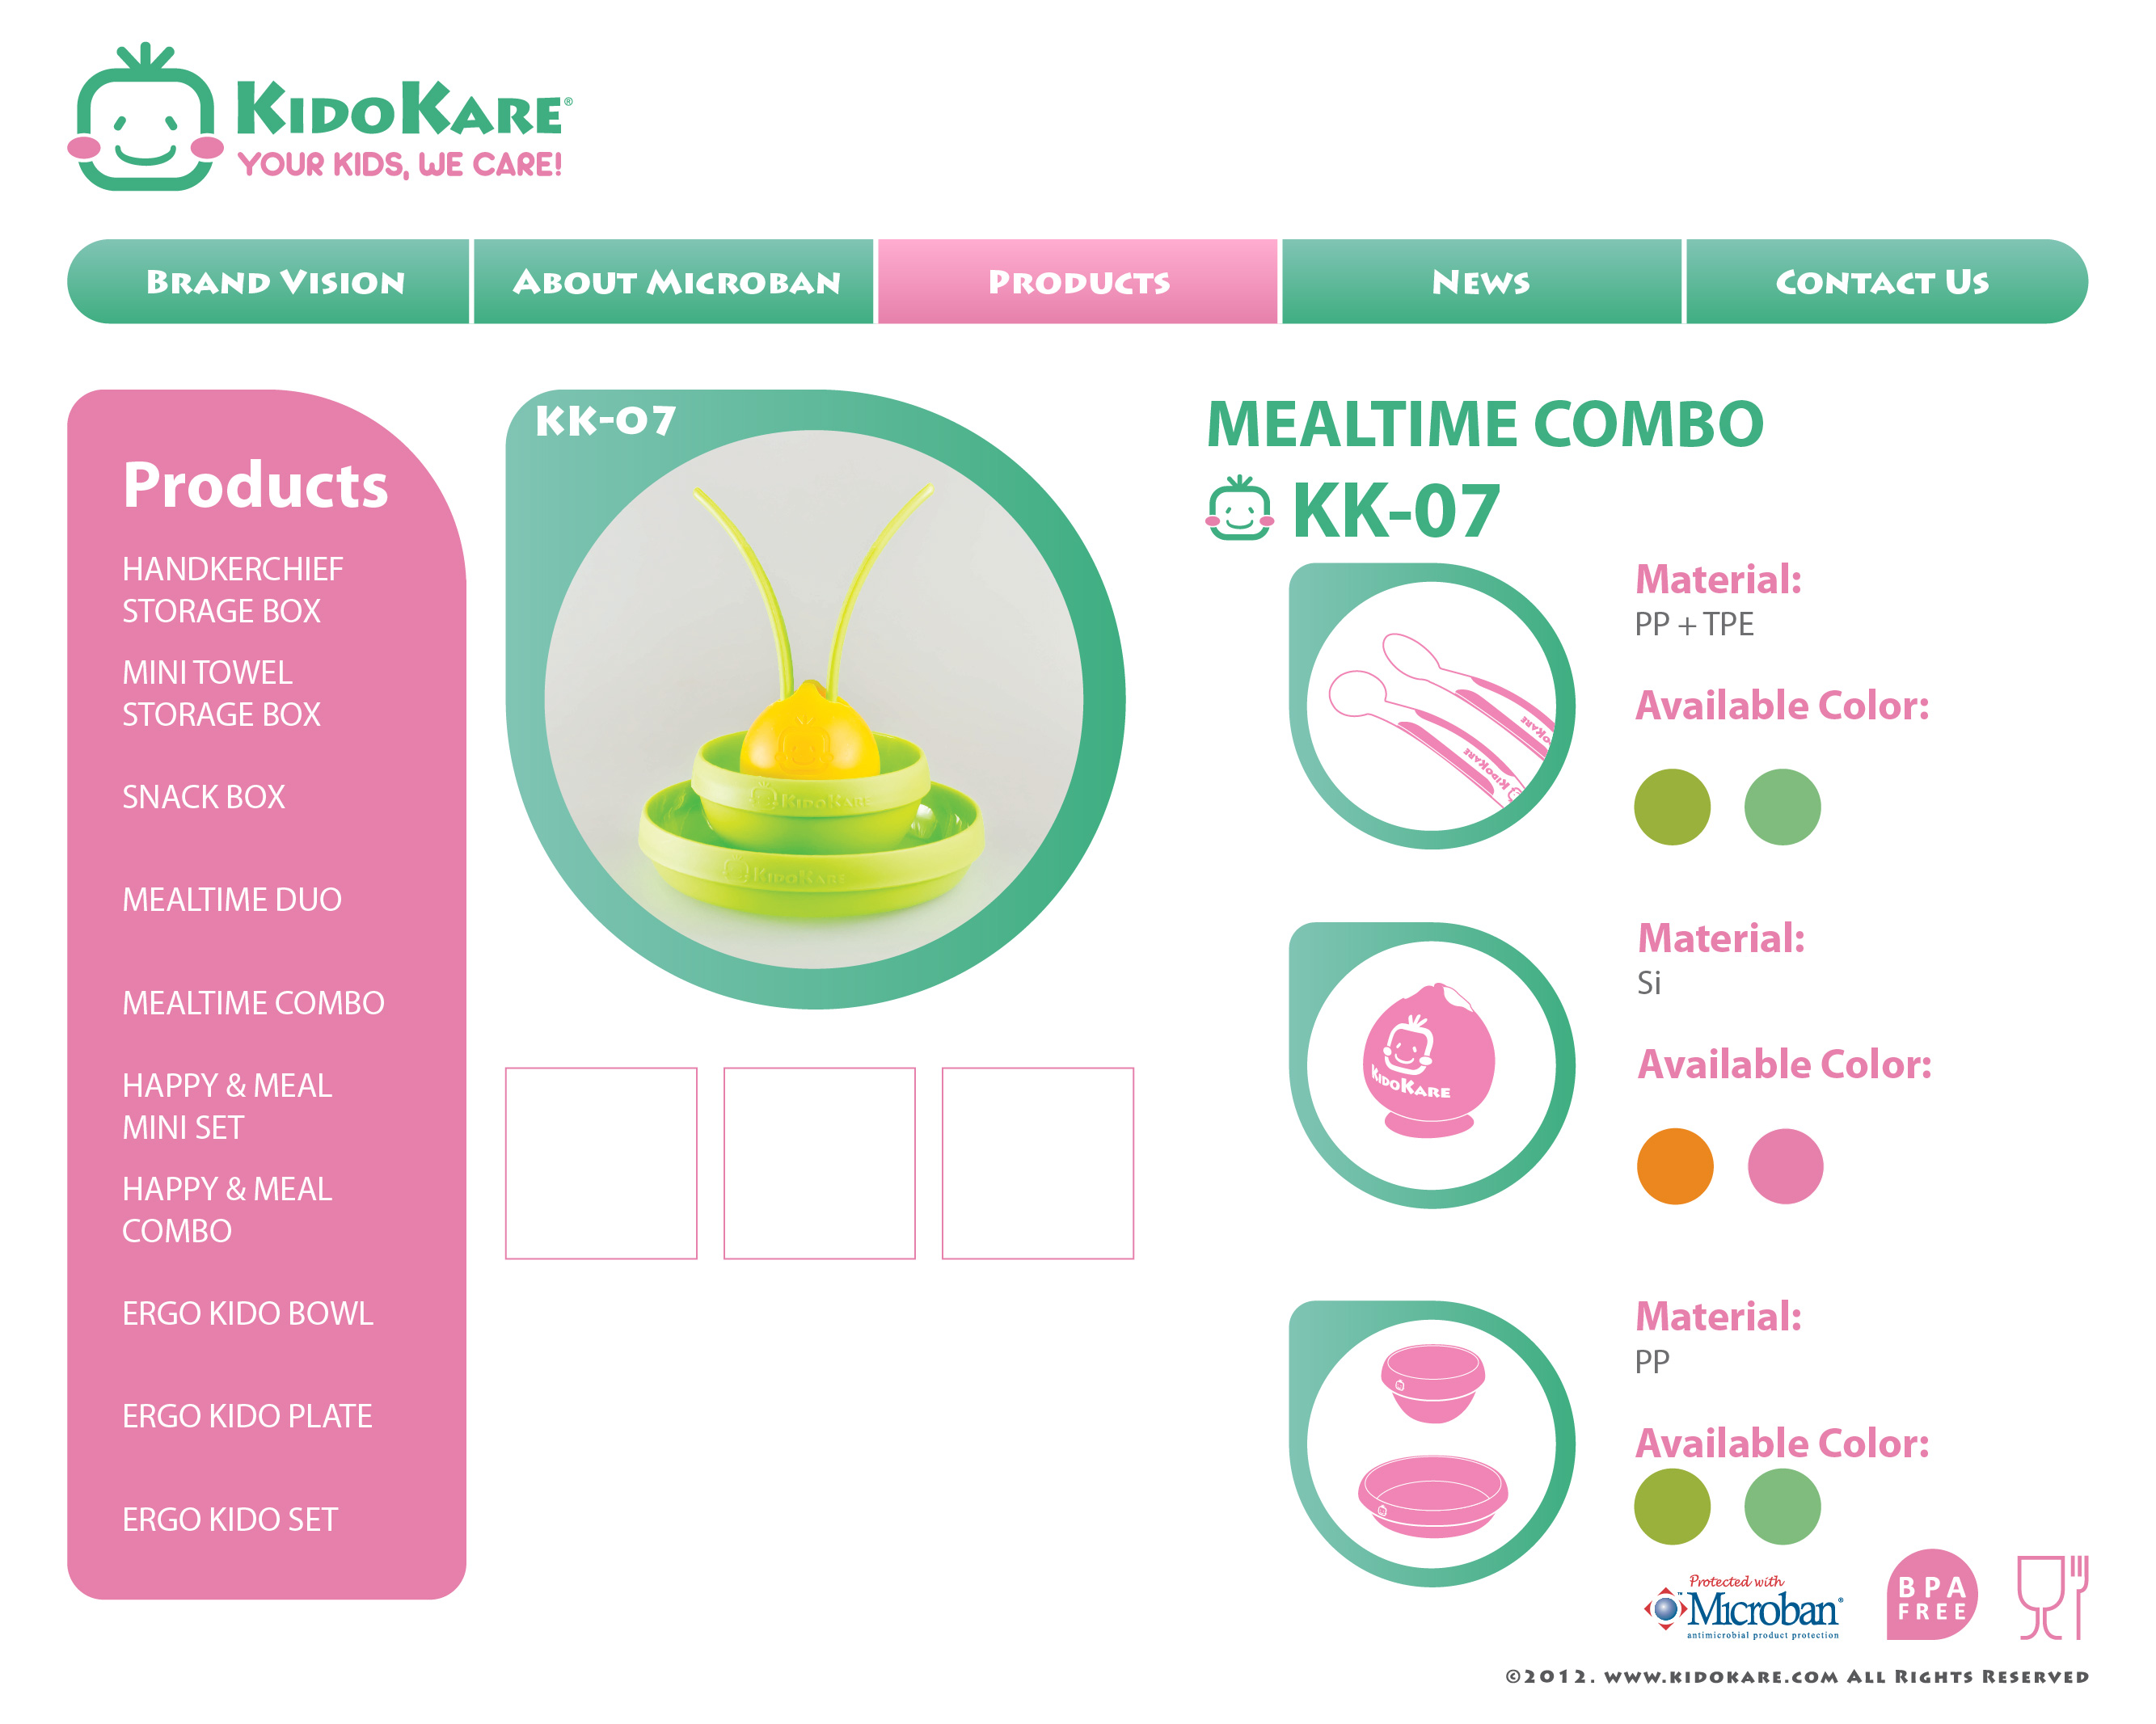 KIDOKARE®
YOUR KIDS, WE CARE!
BRAND VISION
ABOUT MICROBAN
PRODUCTS
NEWS
CONTACT US
Products
HANDKERCHIEF
STORAGE BOX
MINI TOWEL
STORAGE BOX
SNACK BOX
MEALTIME DUO
MEALTIME COMBO
HAPPY & MEAL
MINI SET
HAPPY & MEAL
COMBO
ERGO KIDO BOWL
ERGO KIDO PLATE
ERGO KIDO SET
KK-07
KIDOKARE
KIDOKARE
MEALTIME COMBO
KK-07
KIDOKARE
KIDOKARE
Material:
PP + TPE
Available Color:
KIDOKARE
Material:
Si
Available Color:
Material:
PP
Available Color:
Protected with
Microban®
antimicrobial product protection
BPA
FREE
©2012. WWW.KIDOKARE.COM ALL RIGHTS RESERVED